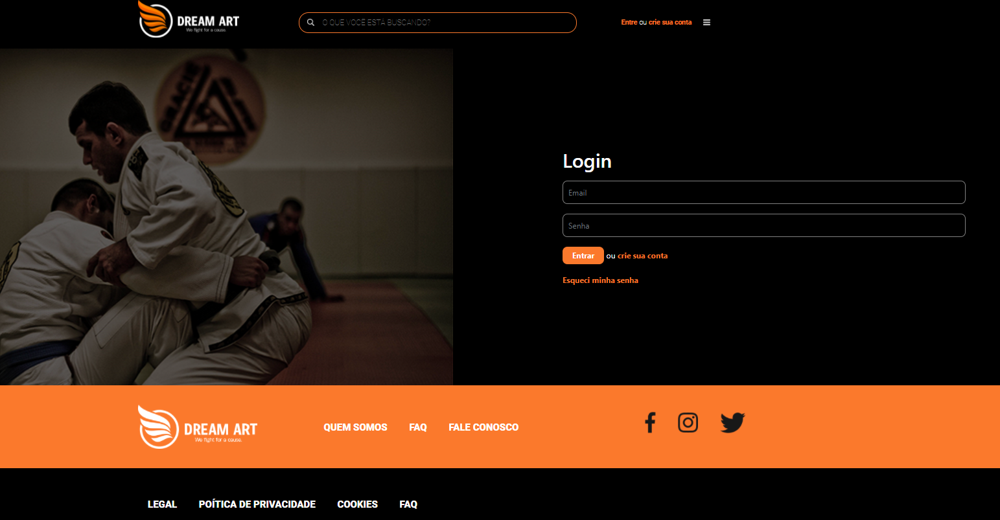 DREAM ART
We fight for a cause.
O QUE VOCÊ ESTÁ BUSCANDO?
Entre ou crie sua conta
GRACIE
Login
Email
Senha
Entrar ou crie sua conta
Esqueci minha senha
DREAM ART
We fight for a cause.
QUEM SOMOS FAQ FALE CONOSCO
LEGAL POÍTICA DE PRIVACIDADE COOKIES FAQ